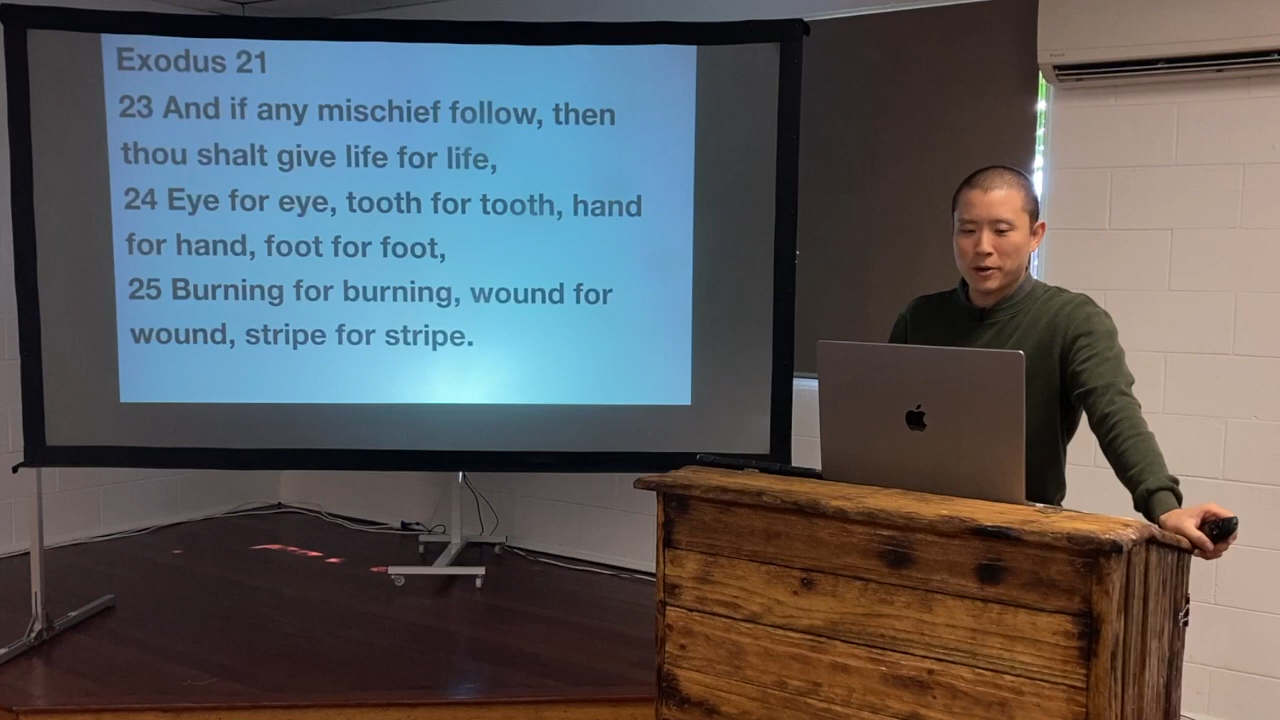 Exodus 21
23 And if any mischief follow, then
thou shalt give life for life,
24 Eye for eye, tooth for tooth, hand
for hand, foot for foot,
25 Burning for burning, wound for
wound, stripe for stripe.